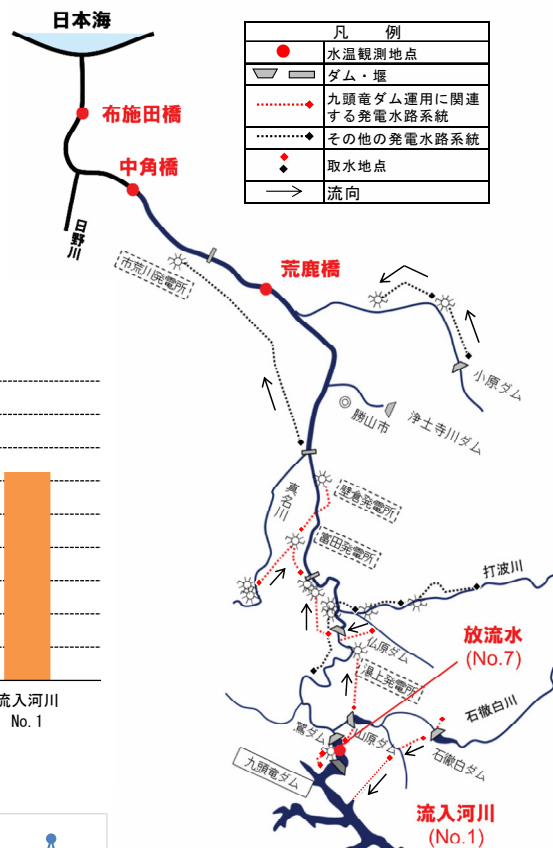 日本海
凡 例
水温観測地点
ダム・堰
九頭竜ダム運用に関連
する発電水路系統
その他の発電水路系統
取水地点
流向
布施田橋
中角橋
日野川
市荒川発電所
荒鹿橋
小原ダム
勝山市
浄土寺川ダム
真名川
壁倉発電所
富田発電所
打波川
仏原ダム
放流水
(No.7)
湯上発電所
石徹白川
鷲ダム
山原ダム
石徹白ダム
九頭竜ダム
流入河川
(No.1)
流入河川
No.1